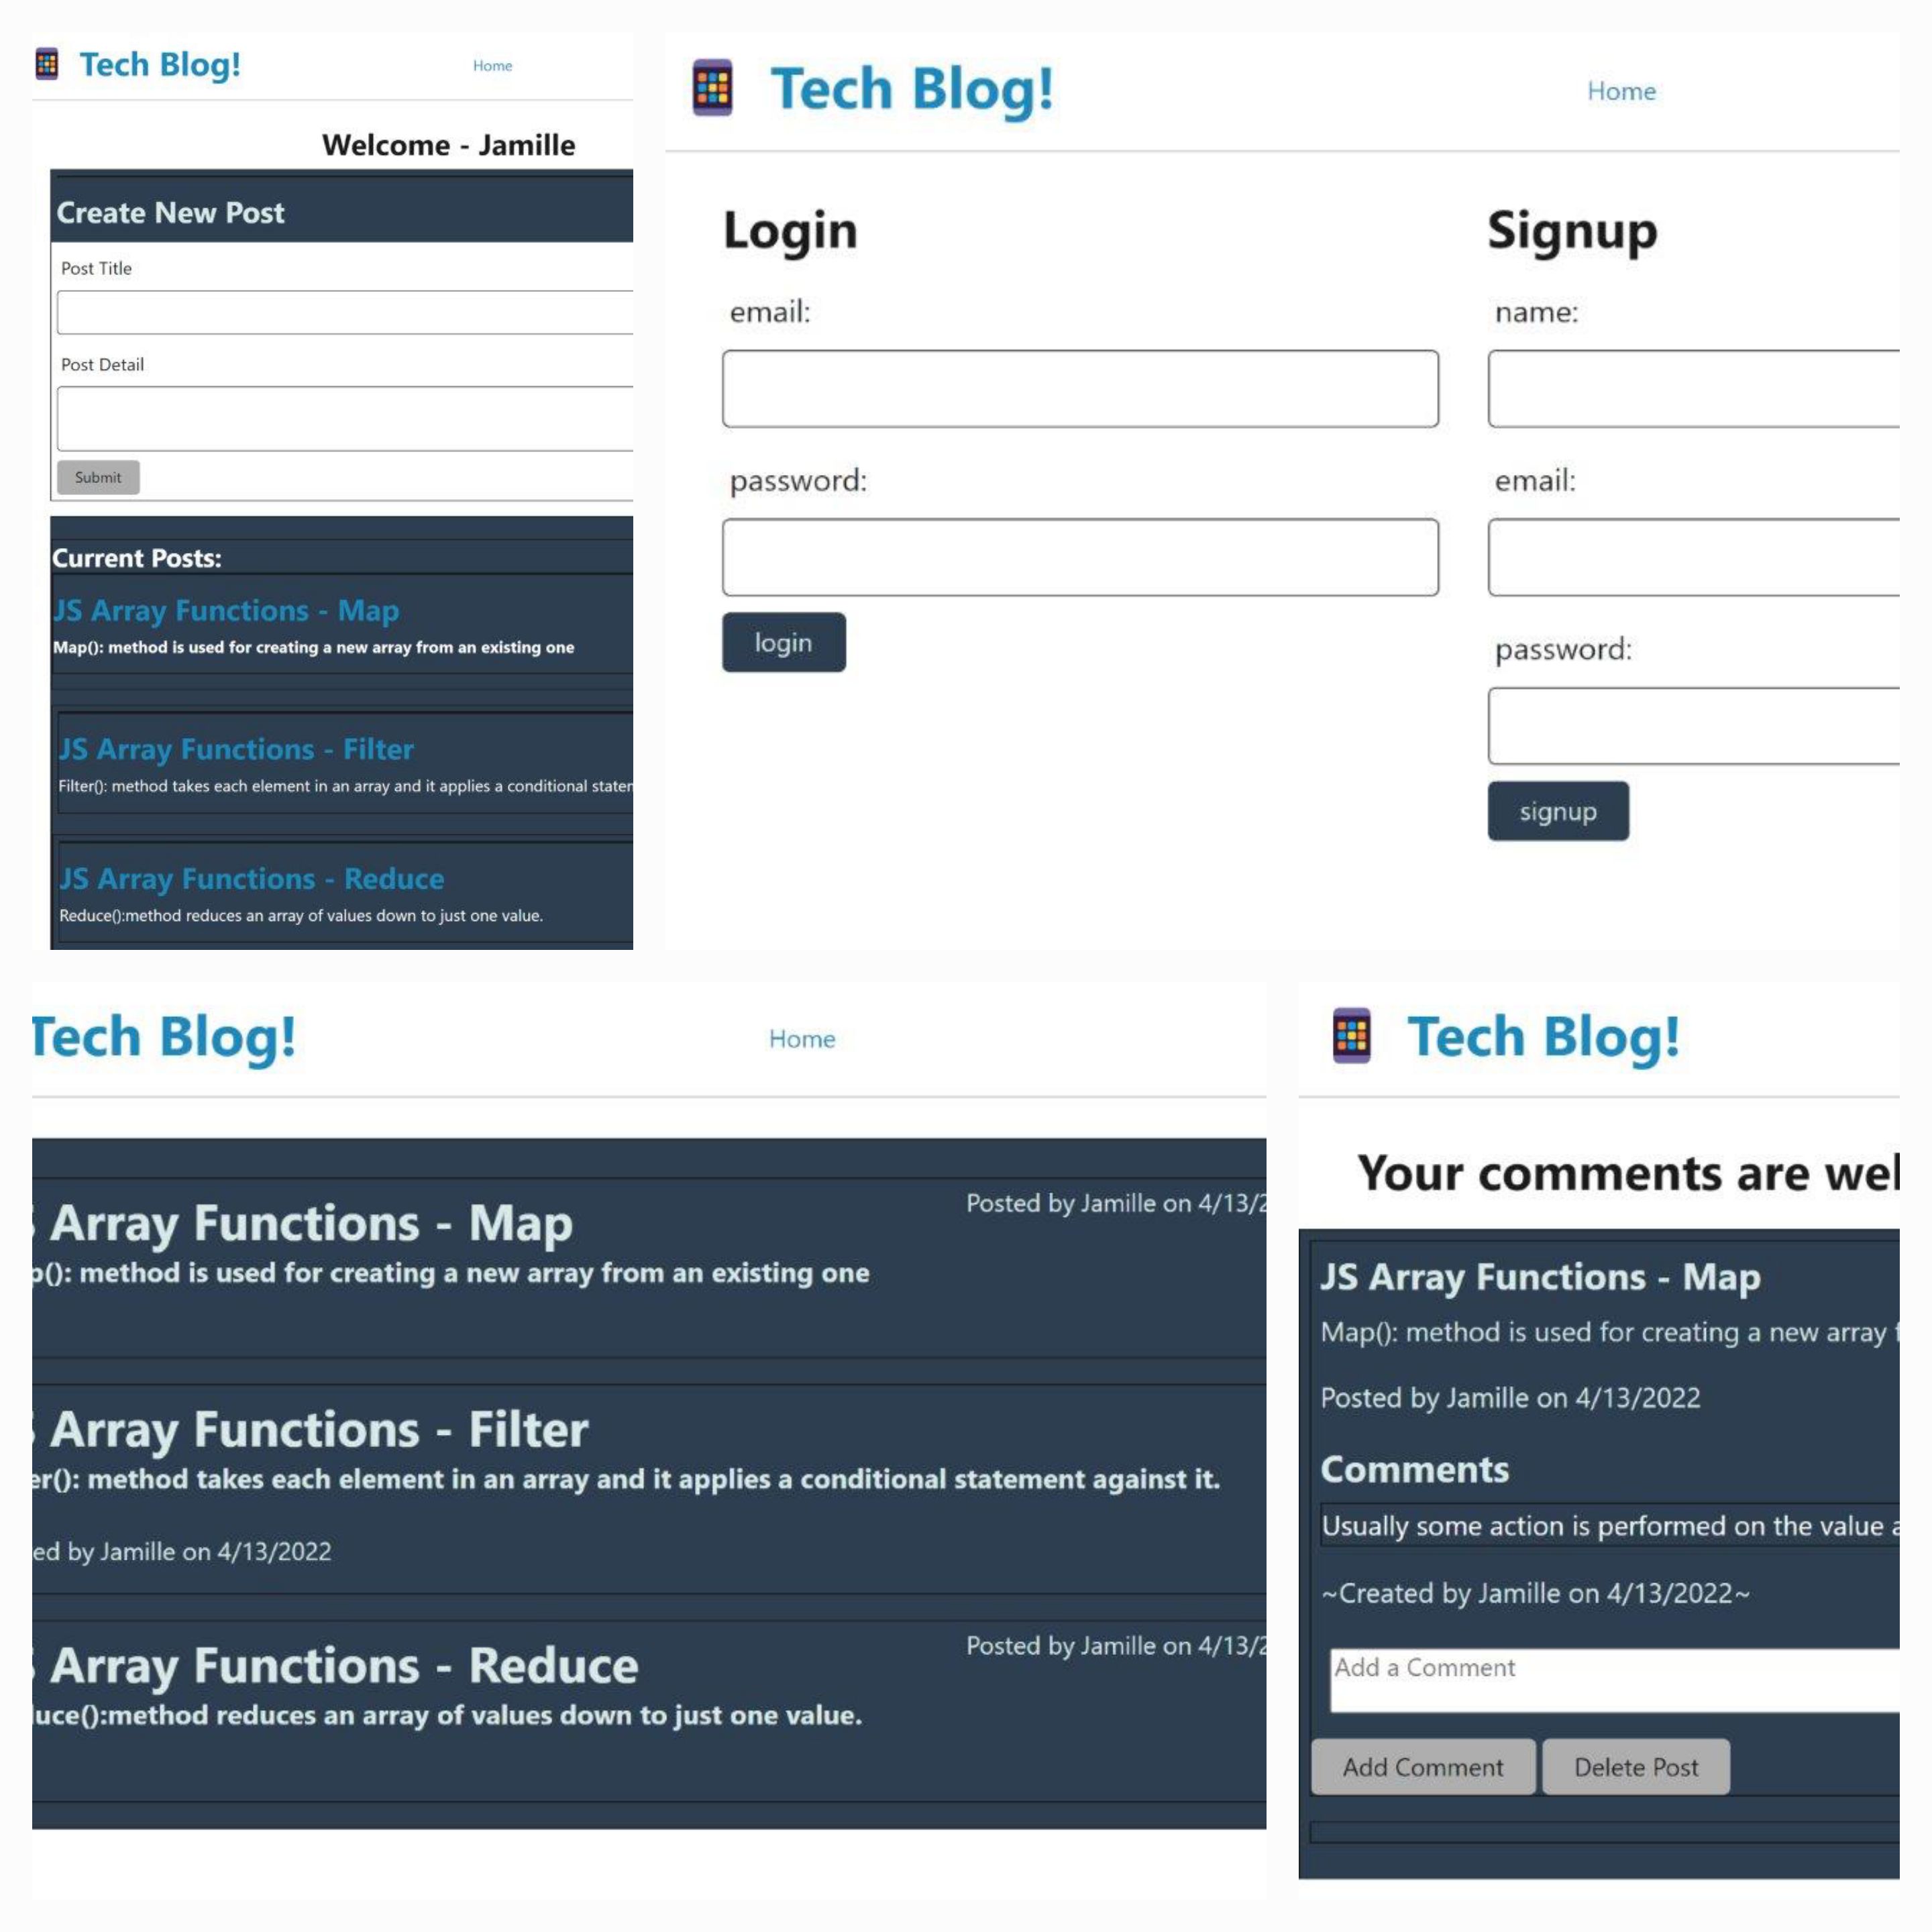 Tech Blog!
Home
Welcome - Jamille
Create New Post
Post Title
Post Detail
Submit
Current Posts:
JS Array Functions - Map
Map(): method is used for creating a new array from an existing one
JS Array Functions - Filter
Filter(): method takes each element in an array and it applies a conditional
JS Array Functions - Reduce
Reduce():method reduces an array of values down to just one value.
Tech Blog!
Home
Login
email:
password:
login
Signup
name:
email:
password:
signup
Tech Blog!
Home
Array Functions - Map
Posted by Jamille on 4/13/2
p(): method is used for creating a new array from an existing one
Array Functions - Filter
er(): method takes each element in an array and it applies a conditional statement against it.
ed by Jamille on 4/13/2022
Array Functions - Reduce
Posted by Jamille on 4/13/2
uce():method reduces an array of values down to just one value.
Tech Blog!
Your comments are wel
JS Array Functions - Map
Map(): method is used for creating a new array
Posted by Jamille on 4/13/2022
Comments
Usually some action is performed on the value
~Created by Jamille on 4/13/2022~
Add a Comment
Add Comment
Delete Post